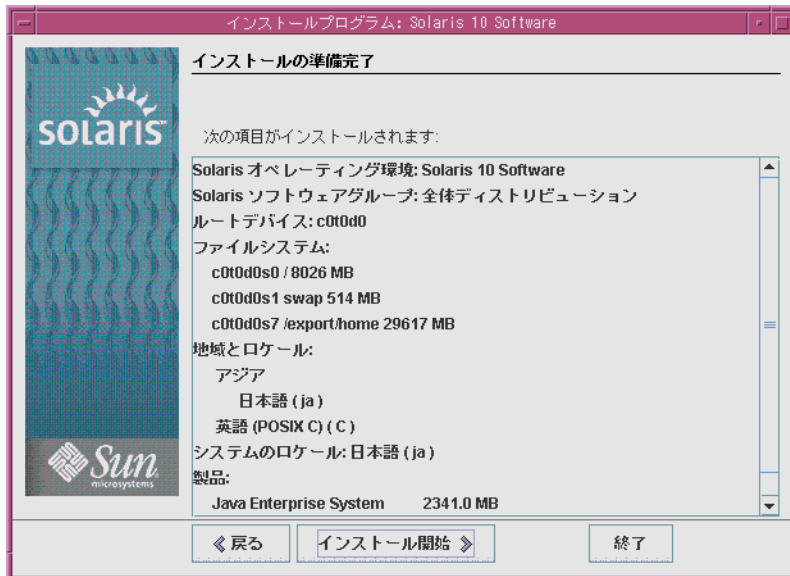 インストールプログラム: Solaris 10 Software
インストールの準備完了
solaris
次の項目がインストールされます:
Solaris オペレーティング環境: Solaris 10 Software
Solaris ソフトウェアグループ: 全体ディストリビューション
ルートデバイス: c0t0d0
ファイルシステム:
c0t0d0s0 / 8026 MB
c0t0d0s1 swap 514 MB
c0t0d0s7 /export/home 29617 MB
地域とロケール:
アジア
日本語 ( ja )
英語 (POSIX C) ( C )
システムのロケール: 日本語 ( ja )
製品:
Java Enterprise System 2341.0 MB
Sun
microsystems
戻る
インストール開始
終了